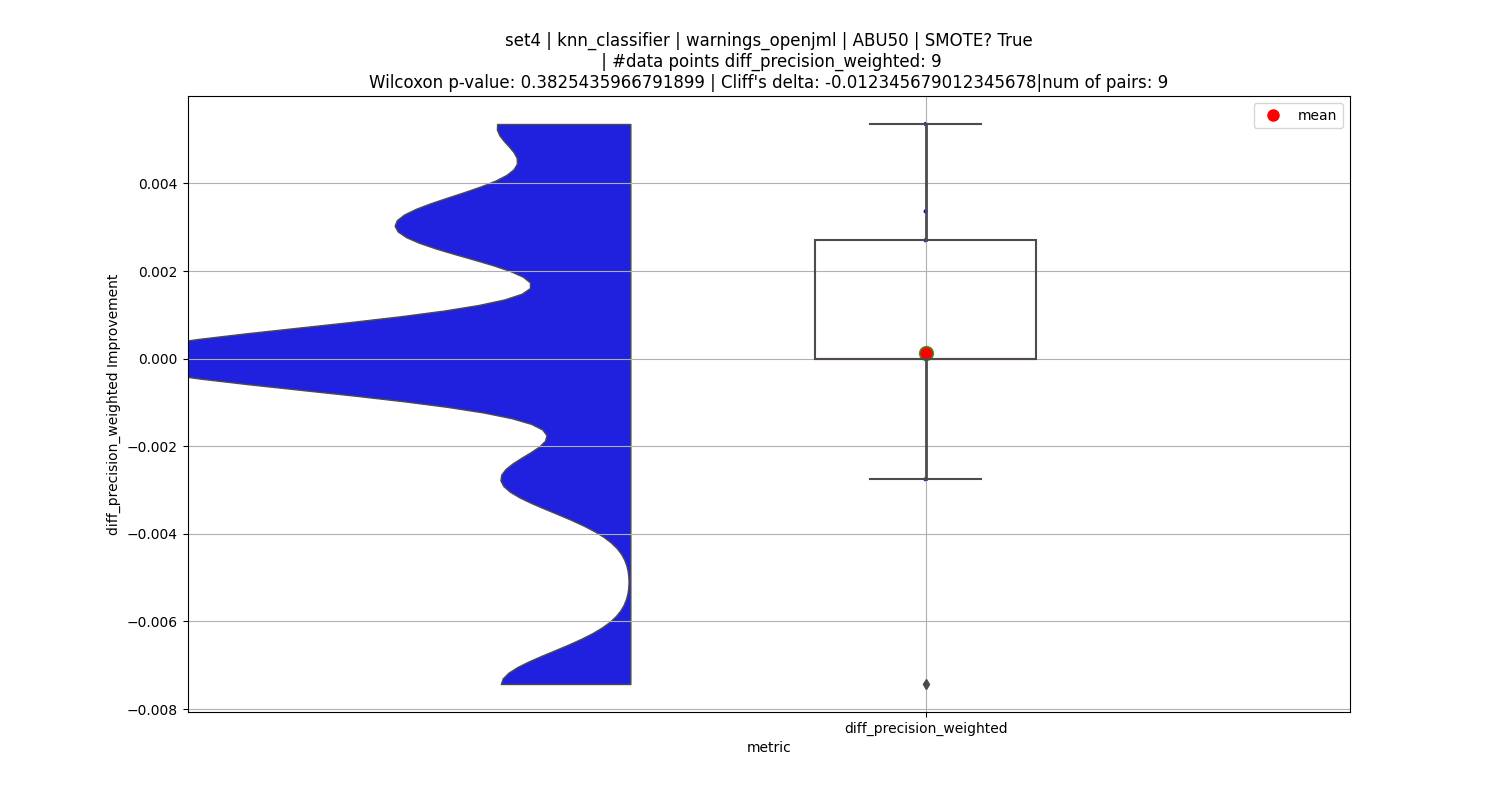 set4 | knn_classifier | warnings_openjml | ABU50 | SMOTE? True
| #data points diff_precision_weighted: 9
Wilcoxon p-value: 0.3825435966791899 | Cliff's delta: -0.012345679012345678|num of pairs: 9
mean
0.004
0.002
0.000
−0.002
−0.004
−0.006
−0.008
diff_precision_weighted Improvement
diff_precision_weighted
metric